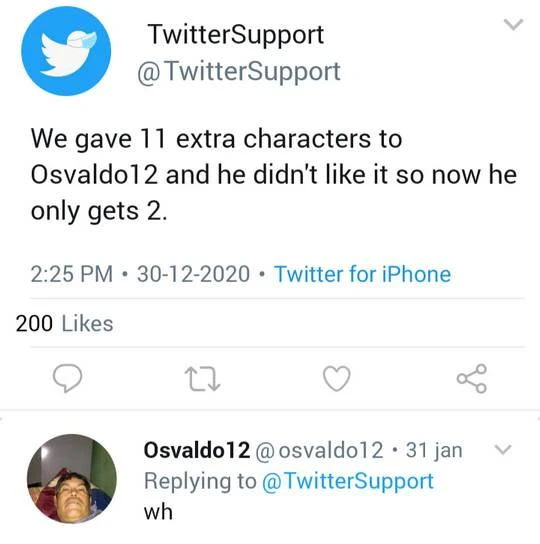 TwitterSupport
@TwitterSupport
We gave 11 extra characters to
Osvaldo12 and he didn't like it so now he
only gets 2.
2:25 PM • 30-12-2020 • Twitter for iPhone
200 Likes
Osvaldo12 @osvaldo12 • 31 jan
Replying to @TwitterSupport
wh